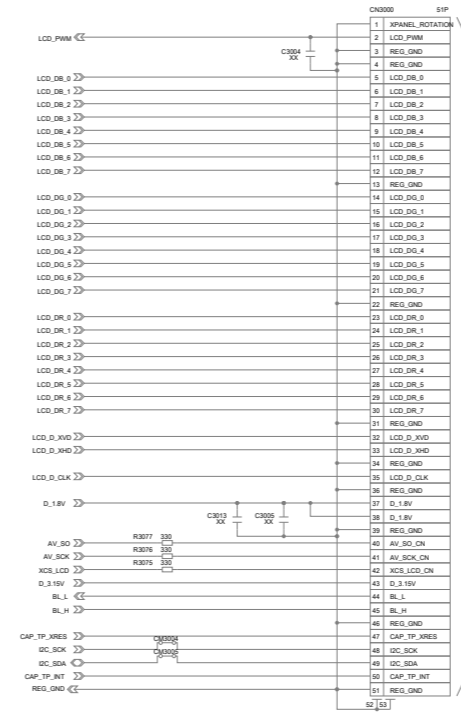 CN3000 51P
1 XPANEL_ROTATION
LCD_PWM 2 LCD_PWM
C3004 XX 3 REG_GND
4 REG_GND
LCD_DB_0 5 LCD_DB_0
LCD_DB_1 6 LCD_DB_1
LCD_DB_2 7 LCD_DB_2
LCD_DB_3 8 LCD_DB_3
LCD_DB_4 9 LCD_DB_4
LCD_DB_5 10 LCD_DB_5
LCD_DB_6 11 LCD_DB_6
LCD_DB_7 12 LCD_DB_7
13 REG_GND
LCD_DG_0 14 LCD_DG_0
LCD_DG_1 15 LCD_DG_1
LCD_DG_2 16 LCD_DG_2
LCD_DG_3 17 LCD_DG_3
LCD_DG_4 18 LCD_DG_4
LCD_DG_5 19 LCD_DG_5
LCD_DG_6 20 LCD_DG_6
LCD_DG_7 21 LCD_DG_7
22 REG_GND
LCD_DR_0 23 LCD_DR_0
LCD_DR_1 24 LCD_DR_1
LCD_DR_2 25 LCD_DR_2
LCD_DR_3 26 LCD_DR_3
LCD_DR_4 27 LCD_DR_4
LCD_DR_5 28 LCD_DR_5
LCD_DR_6 29 LCD_DR_6
LCD_DR_7 30 LCD_DR_7
31 REG_GND
LCD_D_XVD 32 LCD_D_XVD
LCD_D_XHD 33 LCD_D_XHD
34 REG_GND
LCD_D_CLK 35 LCD_D_CLK
36 REG_GND
D_1.8V 37 D_1.8V
C3013 XX C3005 XX 38 D_1.8V
39 REG_GND
AV_SO R3077 330 40 AV_SO_CN
AV_SCK R3076 330 41 AV_SCK_CN
XCS_LCD R3075 330 42 XCS_LCD_CN
D_3.15V 43 D_3.15V
BL_L 44 BL_L
BL_H 45 BL_H
46 REG_GND
CAP_TP_XRES 47 CAP_TP_XRES
I2C_SCK CM3004 48 I2C_SCK
I2C_SDA CM3005 49 I2C_SDA
CAP_TP_INT 50 CAP_TP_INT
REG_GND 51 REG_GND
52 53